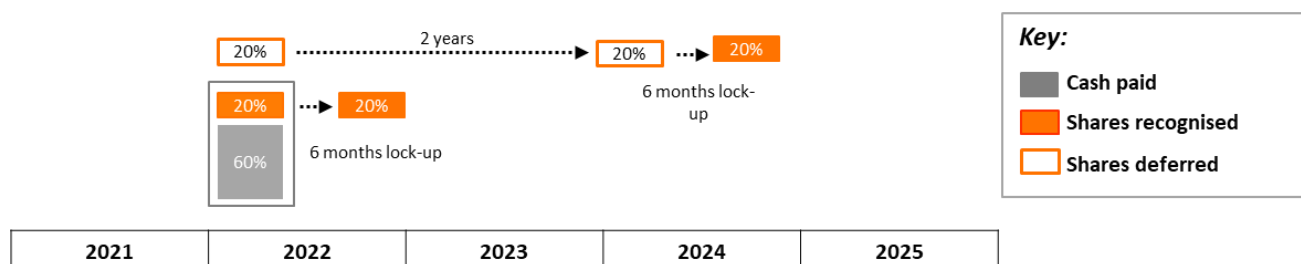 20%
2 years
20%
20%
6 months lock-
up
20%
20%
6 months lock-up
60%
Key:
Cash paid
Shares recognised
Shares deferred
2021
2022
2023
2024
2025